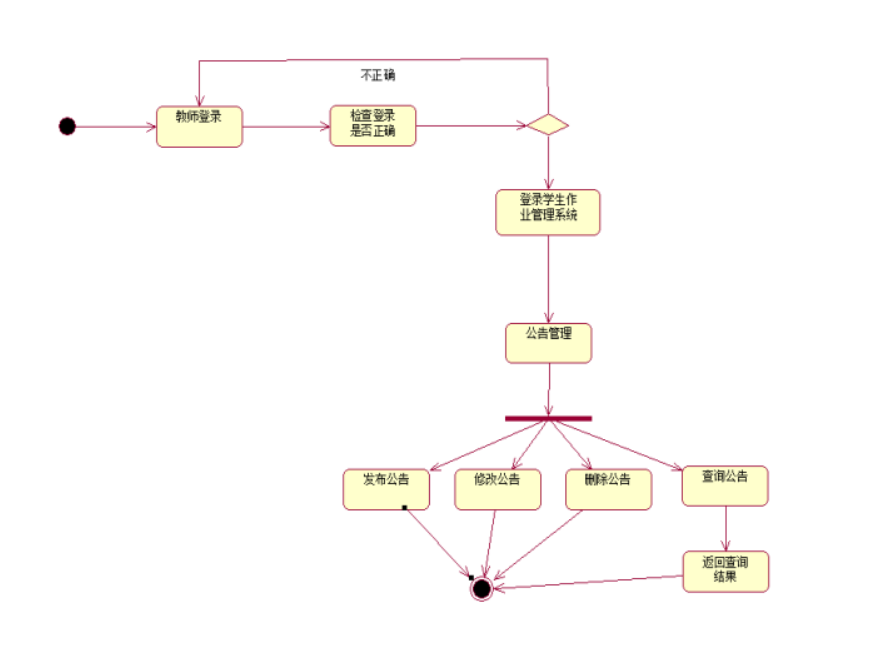 不正确
教师登录
检查登录
是否正确
登录学生作
业管理系统
公告管理
发布公告
修改公告
删除公告
查询公告
返回查询
结果